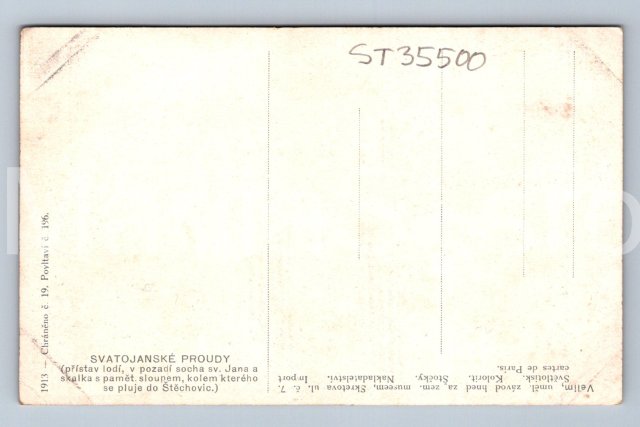 ST35500
1913 — Chráněno č. 19. Povltaví č. 196.
SVATOJANSKÉ PROUDY
(přístav lodí, v pozadí socha sv. Jana a
skalka s pamět. sloupem, kolem kterého
se pluje do Štěchovic.)
Velim, uměl. závod hned za zem. museem, Škretova ul. č. 7.
Světlotisk. Kolorit. Štočky. Nakladatelství. Import
cartes de Paris.